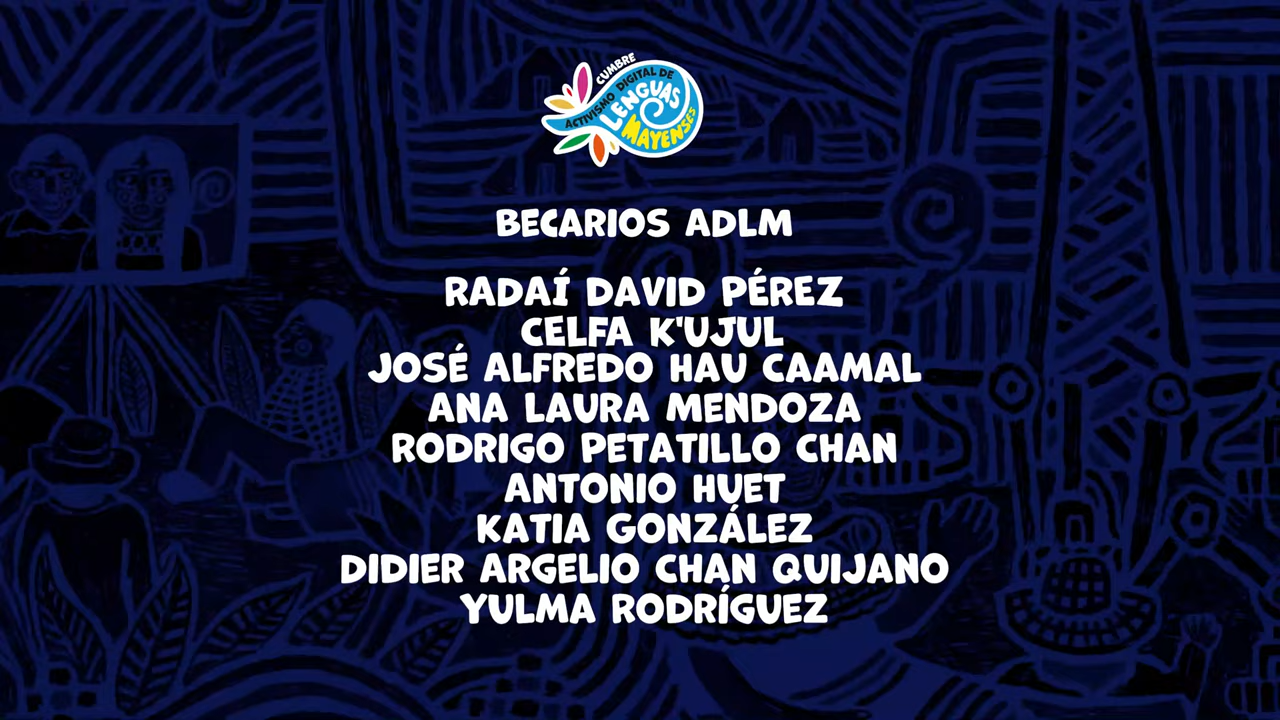 CUMBRE
ACTIVISMO DIGITAL DE
LENGUAS
MAYENSES
BECARIOS ADLM
RADAÍ DAVID PÉREZ
CELFA K'UJUL
JOSÉ ALFREDO HAU CAAMAL
ANA LAURA MENDOZA
RODRIGO PETATILLO CHAN
ANTONIO HUET
KATIA GONZÁLEZ
DIDIER ARGELIO CHAN QUIJANO
YULMA RODRÍGUEZ